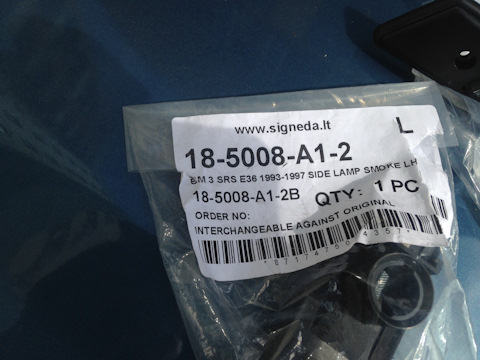 www.signeda.lt
L
18-5008-A1-2
BM 3 SRS E36 1993-1997 SIDE LAMP SMOKE LH
18-5008-A1-2B QTY: 1 PC
ORDER NO:
INTERCHANGEABLE AGAINST ORIGINAL